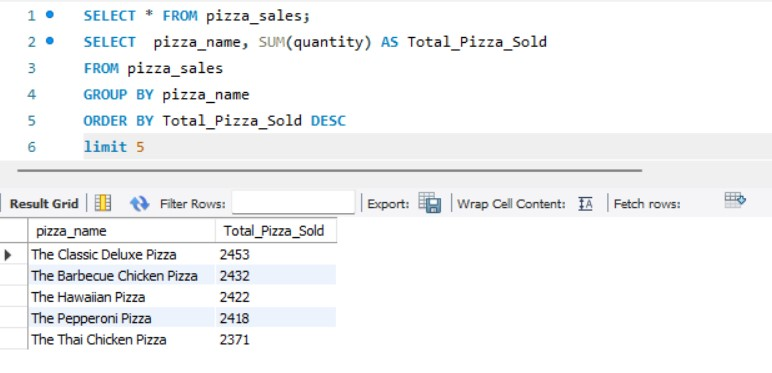 1 SELECT * FROM pizza_sales;
2 SELECT  pizza_name, SUM(quantity) AS Total_Pizza_Sold
3 FROM pizza_sales
4 GROUP BY pizza_name
5 ORDER BY Total_Pizza_Sold DESC
6 limit 5
Result Grid Filter Rows: Export: Wrap Cell Content: IA Fetch rows:
pizza_name Total_Pizza_Sold
The Classic Deluxe Pizza 2453
The Barbecue Chicken Pizza 2432
The Hawaiian Pizza 2422
The Pepperoni Pizza 2418
The Thai Chicken Pizza 2371